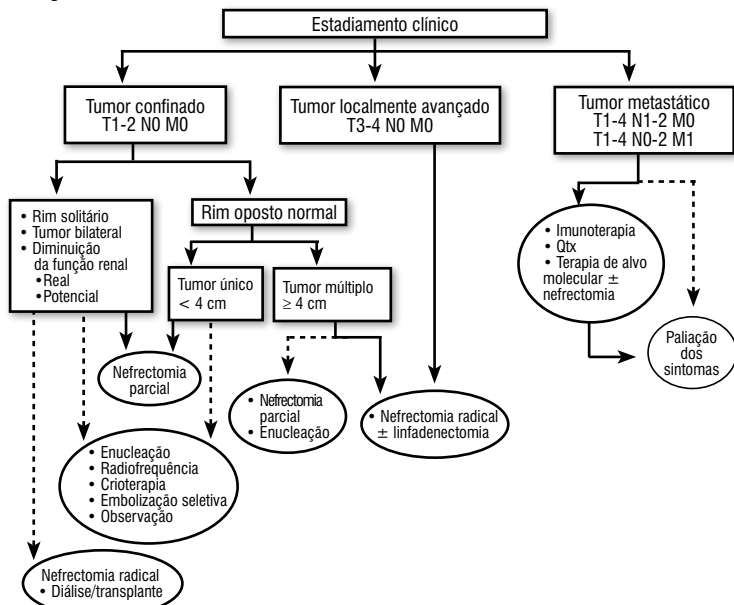 Estadiamento clínico
Tumor confinado
T1-2 N0 M0
Tumor localmente avançado
T3-4 N0 M0
Tumor metastático
T1-4 N1-2 M0
T1-4 N0-2 M1
• Rim solitário
• Tumor bilateral
• Diminuição
da função renal
•Real
•Potencial
Rim oposto normal
Tumor único
< 4 cm
Tumor múltiplo
≥ 4 cm
• Imunoterapia
• Qtx
• Terapia de alvo
molecular ±
nefrectomia
Paliação
dos
sintomas
Nefrectomia
parcial
• Nefrectomia
parcial
• Enucleação
• Nefrectomia radical
± linfadenectomia
• Enucleação
• Radiofrequência
• Crioterapia
• Embolização seletiva
• Observação
Nefrectomia radical
• Diálise/transplante